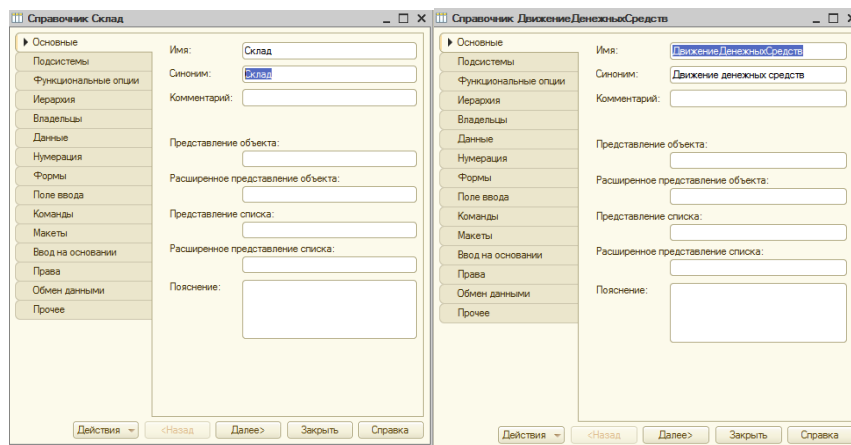 Справочник Склад
Основные
Подсистемы
Функциональные опции
Иерархия
Владельцы
Данные
Нумерация
Формы
Поле ввода
Команды
Макеты
Ввод на основании
Права
Обмен данными
Прочее
Имя: Склад
Синоним: Склад
Комментарий:
Представление объекта:
Расширенное представление объекта:
Представление списка:
Расширенное представление списка:
Пояснение:
Действия <Назад Далее> Закрыть Справка
Справочник ДвижениеДенежныхСредств
Основные
Подсистемы
Функциональные опции
Иерархия
Владельцы
Данные
Нумерация
Формы
Поле ввода
Команды
Макеты
Ввод на основании
Права
Обмен данными
Прочее
Имя: ДвижениеДенежныхСредств
Синоним: Движение денежных средств
Комментарий:
Представление объекта:
Расширенное представление объекта:
Представление списка:
Расширенное представление списка:
Пояснение:
Действия <Назад Далее> Закрыть Справка